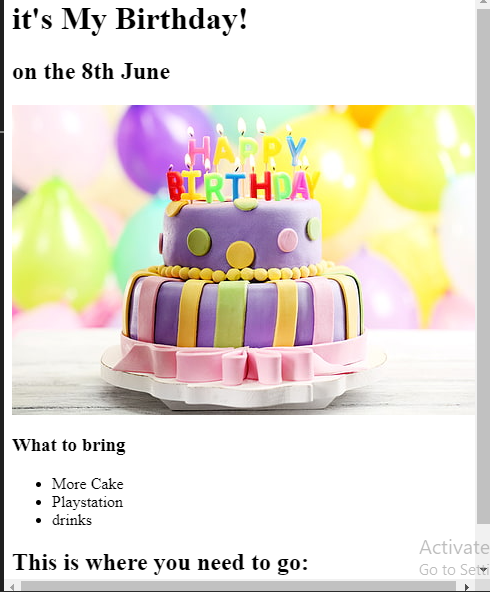 it's My Birthday!
on the 8th June
HAPPY
BIRTHDAY
What to bring
More Cake
Playstation
drinks
This is where you need to go:
Activate
Go to Setti